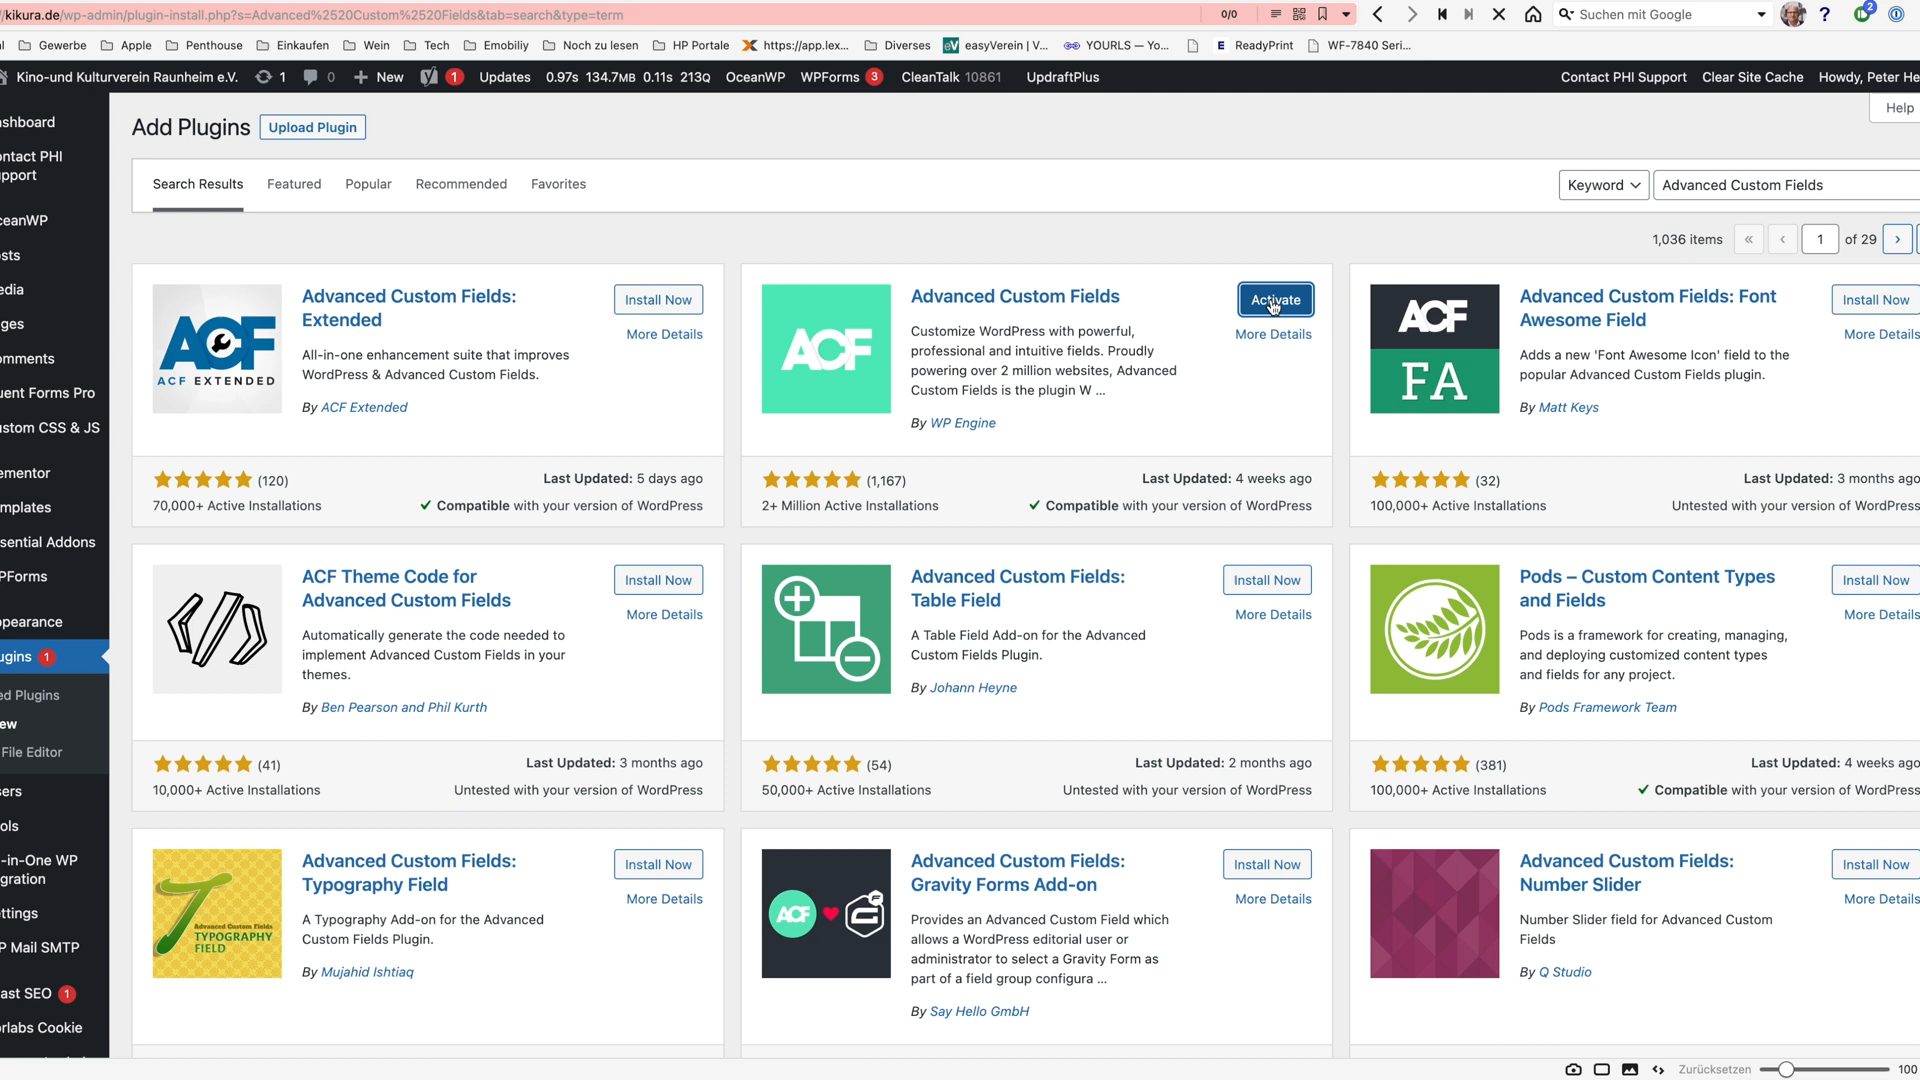 /kikura.de/wp-admin/plugin-install.php?s=Advanced%2520Custom%2520Fields&tab=search&type=term
0/0
Suchen mit Google
?
2
Gewerbe
Apple
Penthouse
Einkaufen
Wein
Tech
Emobiliy
Noch zu lesen
HP Portale
https://app.lex...
Diverses
eV
easyVerein | V...
YOURLS — Yo...
E
ReadyPrint
WF-7840 Seri...
Kino-und Kulturverein Raunheim e.V.
1
0
New
1
Updates
0.97s 134.7MB 0.11s 213Q
OceanWP
WPForms 3
CleanTalk 10861
UpdraftPlus
Contact PHI Support
Clear Site Cache
Howdy, Peter He
shboard
ontact PHI
pport
ceanWP
sts
edia
ges
omments
uent Forms Pro
ustom CSS & JS
ementor
mplates
sential Addons
PForms
ppearance
ugins 1
ed Plugins
ew
File Editor
sers
ols
-in-One WP
gration
ttings
P Mail SMTP
ast SEO 1
orlabs Cookie
Help
Add Plugins
Upload Plugin
Search Results
Featured
Popular
Recommended
Favorites
Keyword
Advanced Custom Fields
1,036 items
«
‹
1
of 29
›
ACF
ACF EXTENDED
Advanced Custom Fields:
Extended
Install Now
More Details
All-in-one enhancement suite that improves
WordPress & Advanced Custom Fields.
By ACF Extended
(120)
Last Updated: 5 days ago
70,000+ Active Installations
Compatible with your version of WordPress
ACF
Advanced Custom Fields
Activate
More Details
Customize WordPress with powerful,
professional and intuitive fields. Proudly
powering over 2 million websites, Advanced
Custom Fields is the plugin W ...
By WP Engine
(1,167)
Last Updated: 4 weeks ago
2+ Million Active Installations
Compatible with your version of WordPress
ACF
FA
Advanced Custom Fields: Font
Awesome Field
Install Now
More Details
Adds a new 'Font Awesome Icon' field to the
popular Advanced Custom Fields plugin.
By Matt Keys
(32)
Last Updated: 3 months ago
100,000+ Active Installations
Untested with your version of WordPress
</>
ACF Theme Code for
Advanced Custom Fields
Install Now
More Details
Automatically generate the code needed to
implement Advanced Custom Fields in your
themes.
By Ben Pearson and Phil Kurth
(41)
Last Updated: 3 months ago
10,000+ Active Installations
Untested with your version of WordPress
Advanced Custom Fields:
Table Field
Install Now
More Details
A Table Field Add-on for the Advanced
Custom Fields Plugin.
By Johann Heyne
(54)
Last Updated: 2 months ago
50,000+ Active Installations
Untested with your version of WordPress
Pods – Custom Content Types
and Fields
Install Now
More Details
Pods is a framework for creating, managing,
and deploying customized content types
and fields for any project.
By Pods Framework Team
(381)
Last Updated: 4 weeks ago
100,000+ Active Installations
Compatible with your version of WordPress
T
Advanced Custom Fields
TYPOGRAPHY
FIELD
Advanced Custom Fields:
Typography Field
Install Now
More Details
A Typography Add-on for the Advanced
Custom Fields Plugin.
By Mujahid Ishtiaq
ACF
Advanced Custom Fields:
Gravity Forms Add-on
Install Now
More Details
Provides an Advanced Custom Field which
allows a WordPress editorial user or
administrator to select a Gravity Form as
part of a field group configura ...
By Say Hello GmbH
Advanced Custom Fields:
Number Slider
Install Now
More Details
Number Slider field for Advanced Custom
Fields
By Q Studio
Zurücksetzen
100